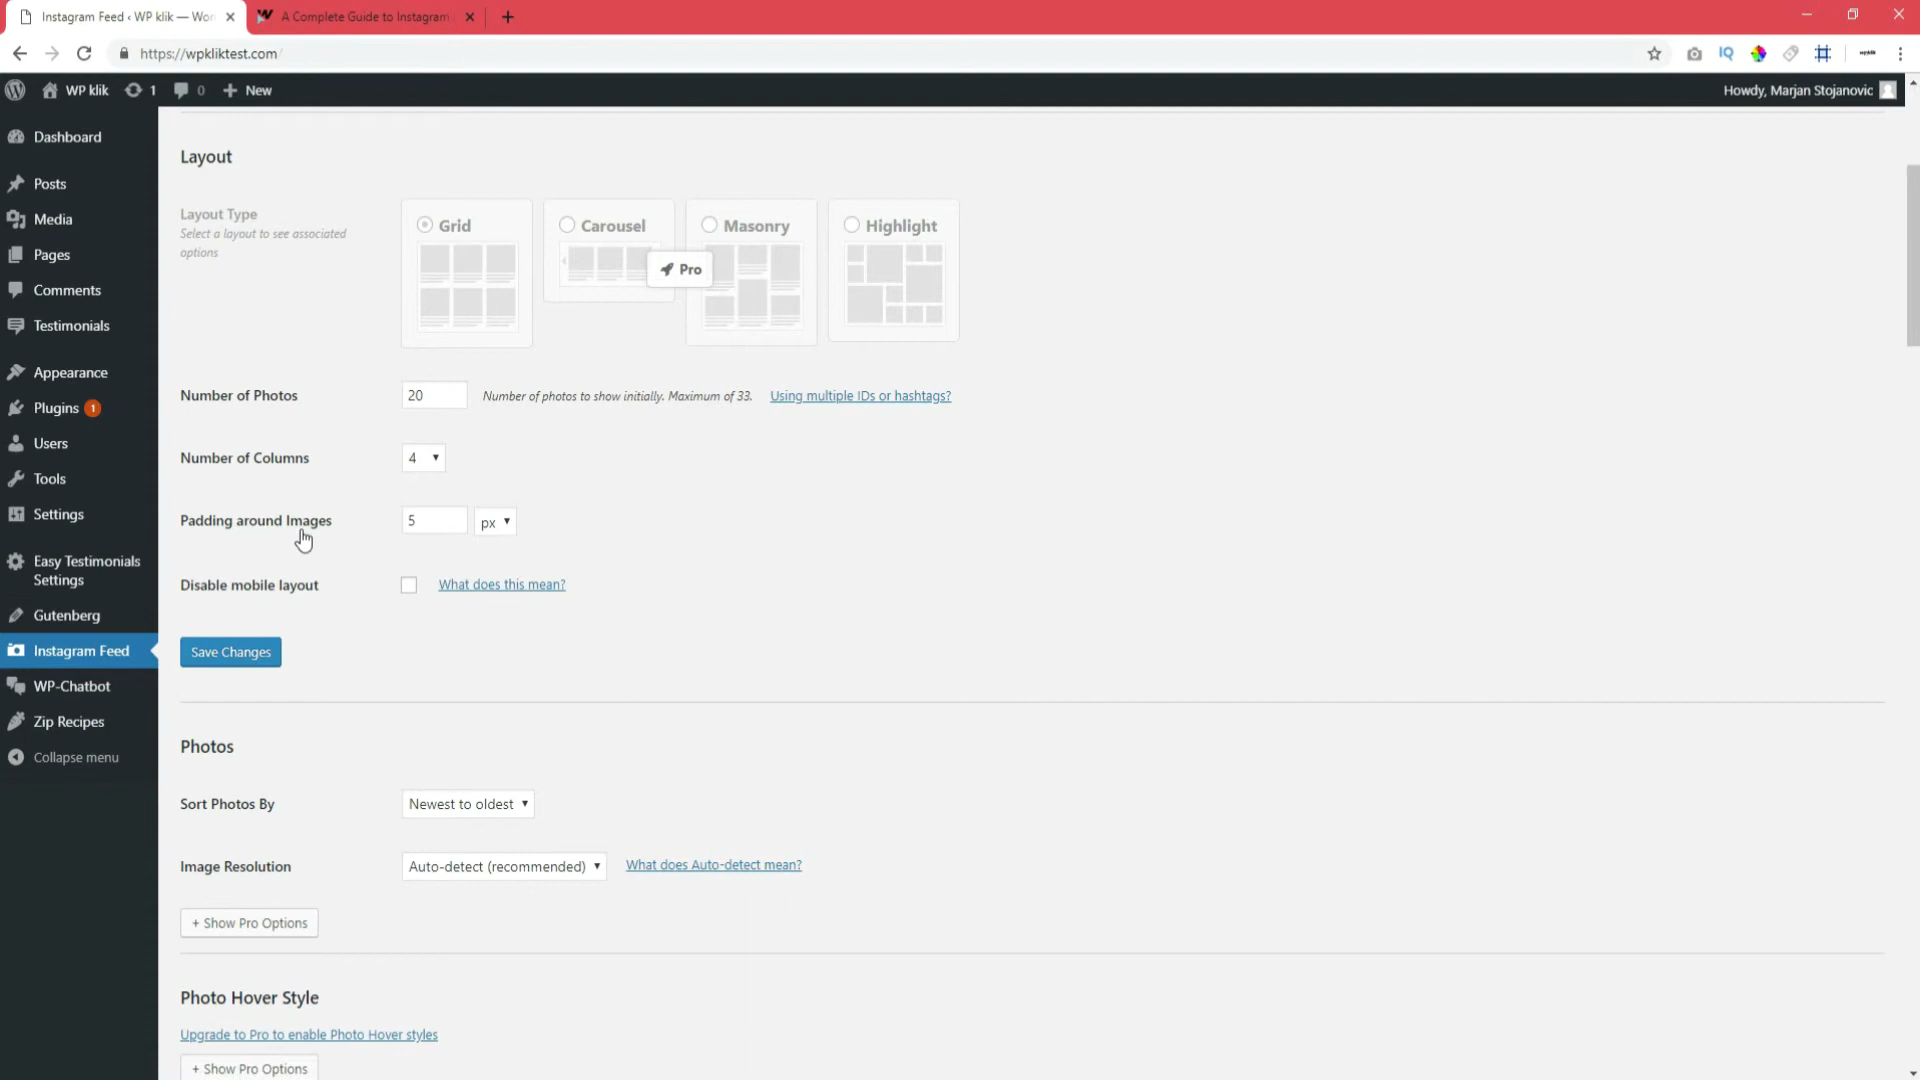 Instagram Feed ‹ WP klik — Wor
A Complete Guide to Instagram
https://wpkliktest.com
IQ
WP klik
1
0
New
Howdy, Marjan Stojanovic
Dashboard
Posts
Media
Pages
Comments
Testimonials
Appearance
Plugins 1
Users
Tools
Settings
Easy Testimonials
Settings
Gutenberg
Instagram Feed
WP-Chatbot
Zip Recipes
Collapse menu
Layout
Layout Type
Select a layout to see associated
options
Grid
Carousel
Masonry
Highlight
Pro
Number of Photos
20
Number of photos to show initially. Maximum of 33.
Using multiple IDs or hashtags?
Number of Columns
4
Padding around Images
5
px
Disable mobile layout
What does this mean?
Save Changes
Photos
Sort Photos By
Newest to oldest
Image Resolution
Auto-detect (recommended)
What does Auto-detect mean?
+ Show Pro Options
Photo Hover Style
Upgrade to Pro to enable Photo Hover styles
+ Show Pro Options